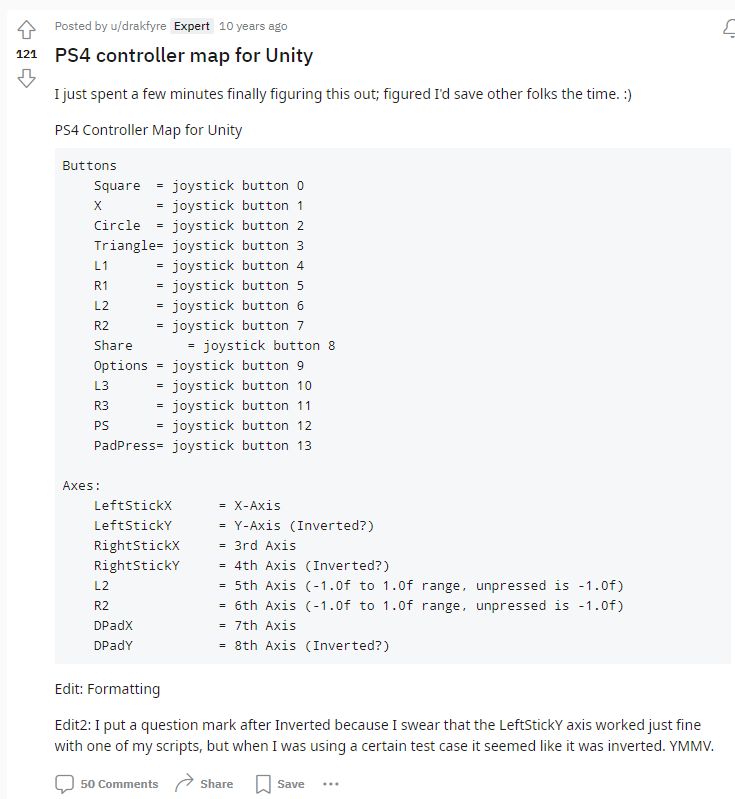 Posted by u/drakfyre Expert 10 years ago
121
PS4 controller map for Unity
I just spent a few minutes finally figuring this out; figured I'd save other folks the time. :)
PS4 Controller Map for Unity
Buttons
    Square  = joystick button 0
    X       = joystick button 1
    Circle  = joystick button 2
    Triangle= joystick button 3
    L1      = joystick button 4
    R1      = joystick button 5
    L2      = joystick button 6
    R2      = joystick button 7
    Share       = joystick button 8
    Options = joystick button 9
    L3      = joystick button 10
    R3      = joystick button 11
    PS      = joystick button 12
    PadPress= joystick button 13
Axes:
    LeftStickX      = X-Axis
    LeftStickY      = Y-Axis (Inverted?)
    RightStickX     = 3rd Axis
    RightStickY     = 4th Axis (Inverted?)
    L2              = 5th Axis (-1.0f to 1.0f range, unpressed is -1.0f)
    R2              = 6th Axis (-1.0f to 1.0f range, unpressed is -1.0f)
    DPadX           = 7th Axis
    DPadY           = 8th Axis (Inverted?)
Edit: Formatting
Edit2: I put a question mark after Inverted because I swear that the LeftStickY axis worked just fine
with one of my scripts, but when I was using a certain test case it seemed like it was inverted. YMMV.
50 Comments Share Save •••